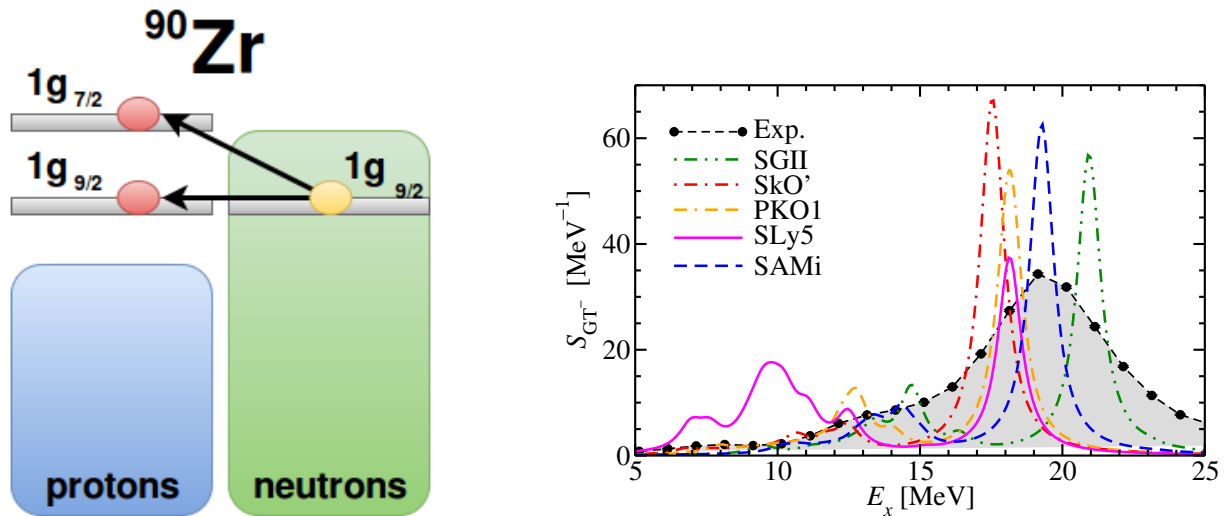 ⁹⁰Zr
1g 7/2
1g 9/2
1g 9/2
protons
neutrons
60
40
20
0
S_GT⁻ [MeV⁻¹]
Exp.
SGII
SkO'
PKO1
SLy5
SAMi
5 10 15 20 25
Eₓ [MeV]